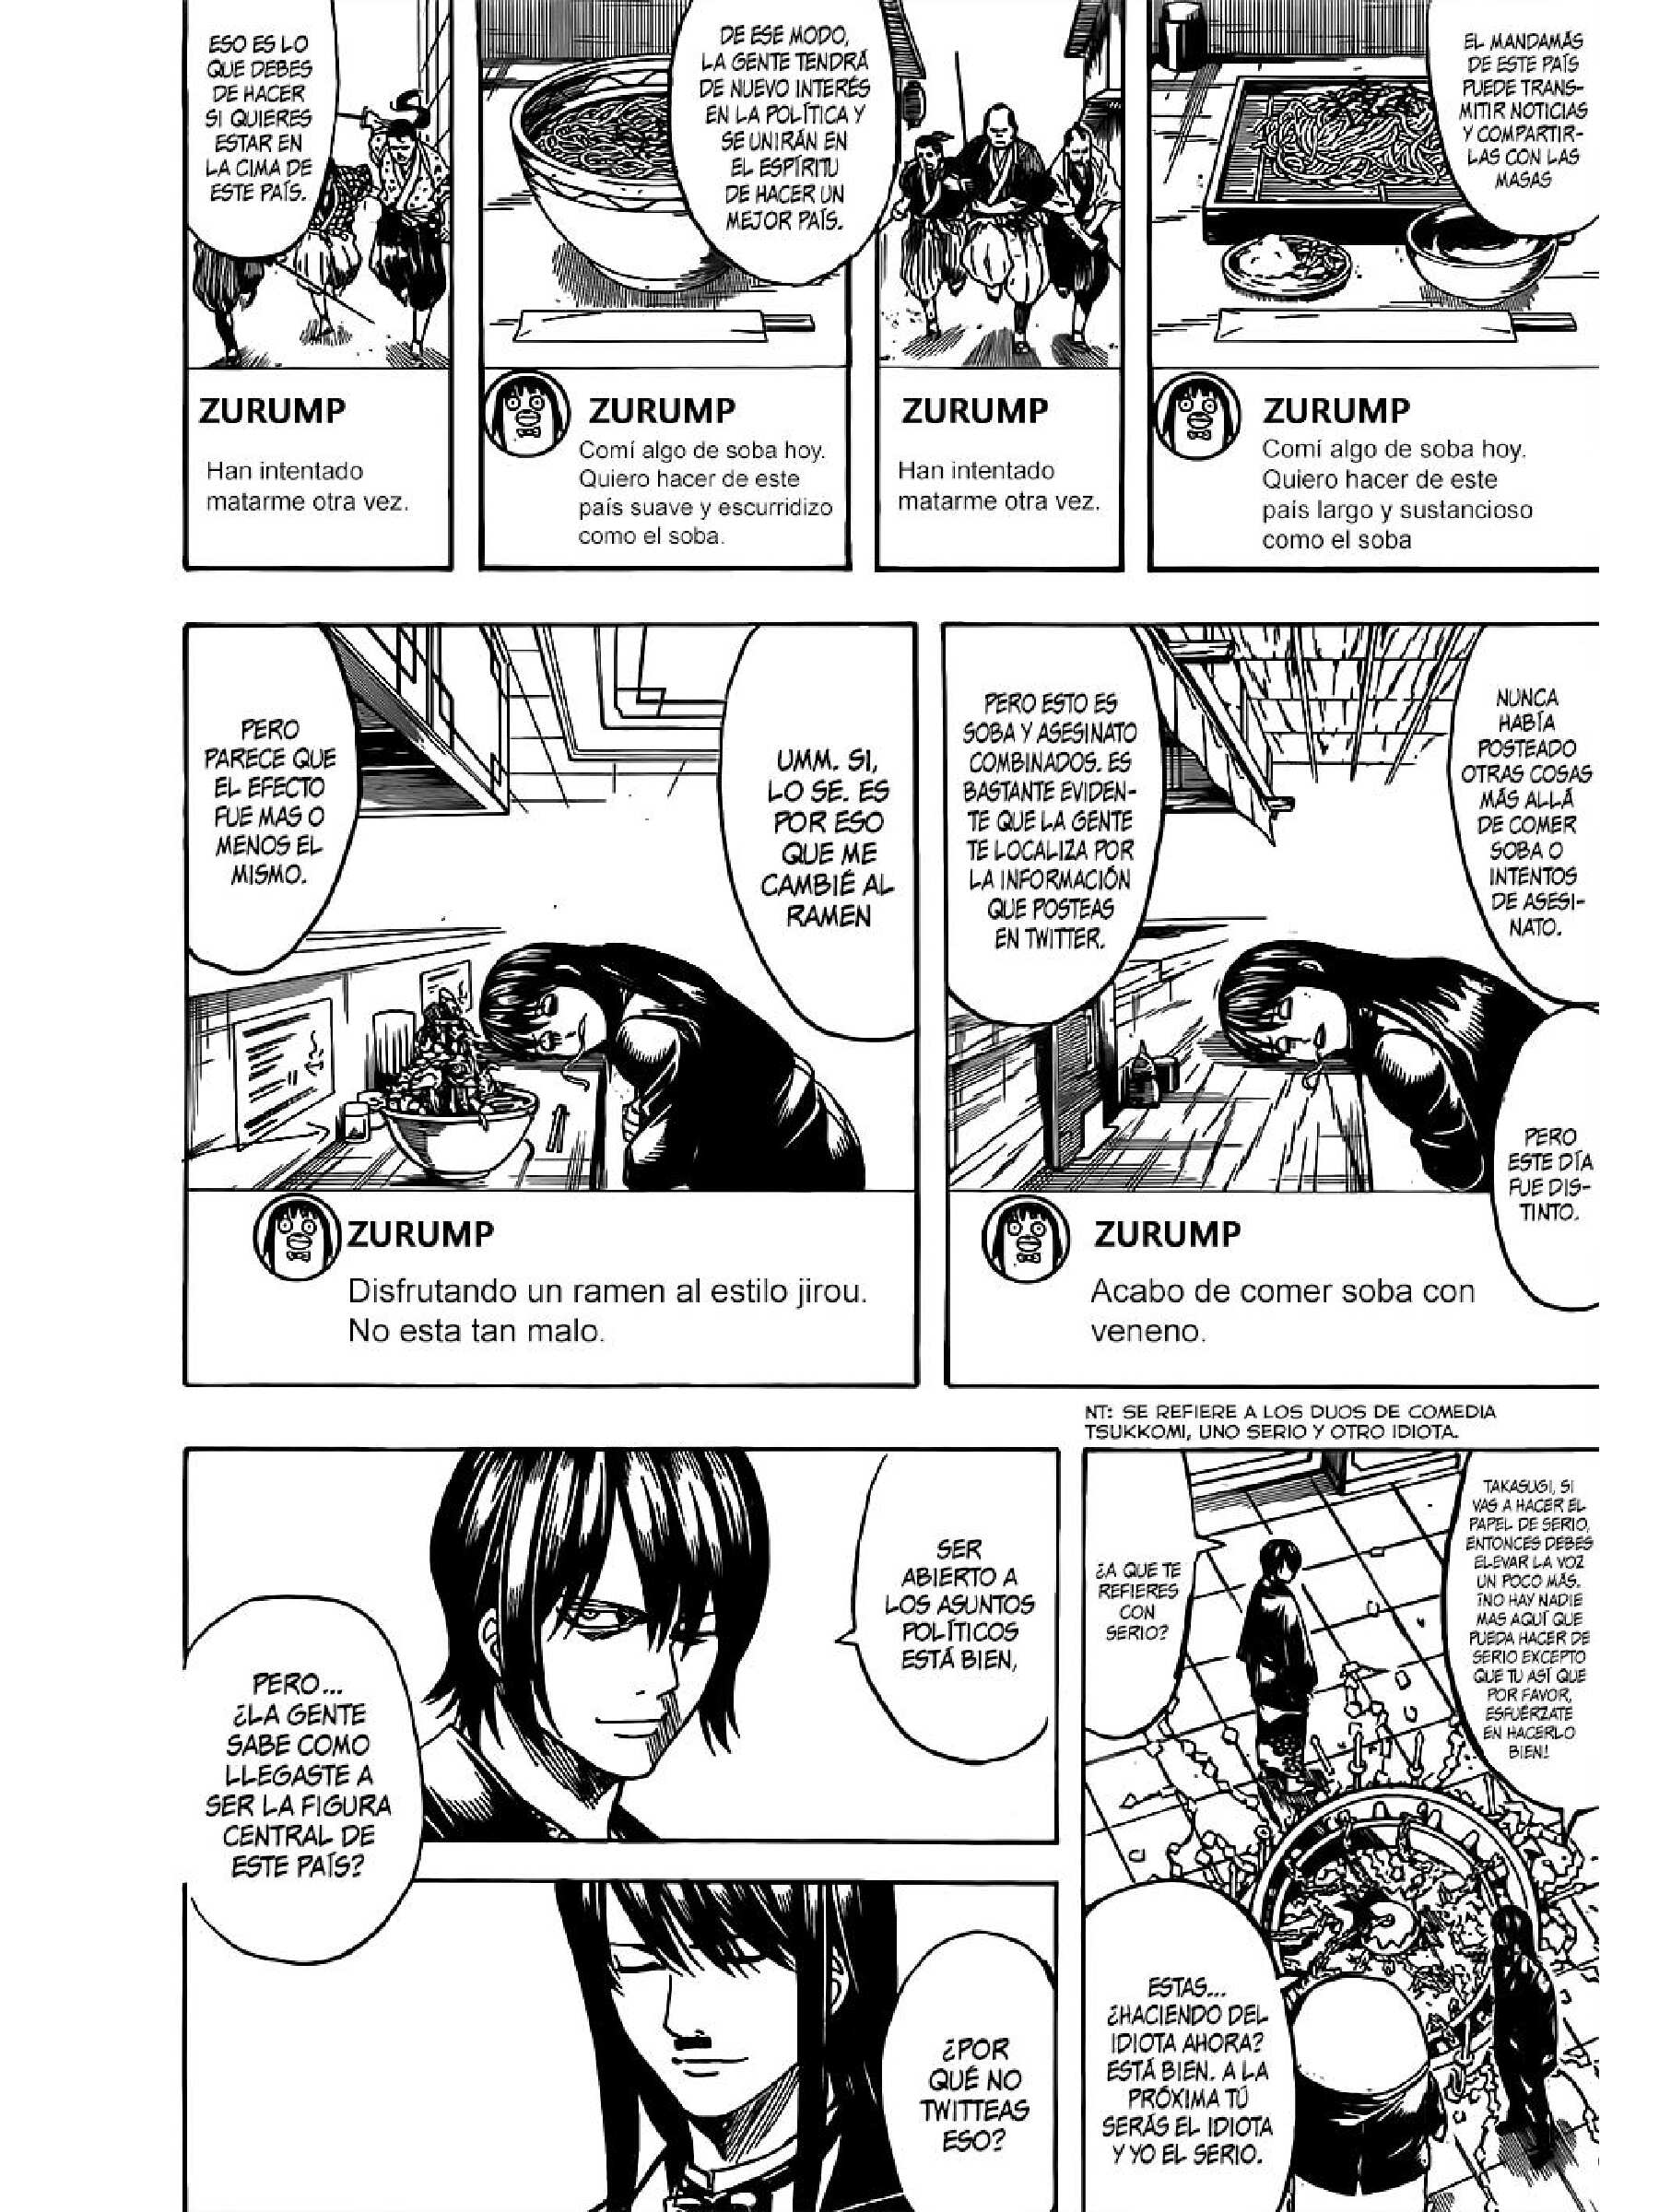 EL MANDAMÁS
DE ESTE PAÍS
PUEDE TRANS-
MITIR NOTICIAS
Y COMPARTIR-
LAS CON LAS
MASAS
ZURUMP
Comí algo de soba hoy.
Quiero hacer de este
país largo y sustancioso
como el soba
ZURUMP
Han intentado
matarme otra vez.
DE ESE MODO,
LA GENTE TENDRÁ
DE NUEVO INTERÉS
EN LA POLÍTICA Y
SE UNIRÁN EN
EL ESPÍRITU
DE HACER UN
MEJOR PAÍS.
ZURUMP
Comí algo de soba hoy.
Quiero hacer de este
país suave y escurridizo
como el soba.
ESO ES LO
QUE DEBES
DE HACER
SI QUIERES
ESTAR EN
LA CIMA DE
ESTE PAÍS.
ZURUMP
Han intentado
matarme otra vez.
NUNCA
HABÍA
POSTEADO
OTRAS COSAS
MÁS ALLÁ
DE COMER
SOBA O
INTENTOS
DE ASESI-
NATO.
PERO
ESTE DÍA
FUE DIS-
TINTO.
PERO ESTO ES
SOBA Y ASESINATO
COMBINADOS. ES
BASTANTE EVIDEN-
TE QUE LA GENTE
TE LOCALIZA POR
LA INFORMACIÓN
QUE POSTEAS
EN TWITTER.
ZURUMP
Acabo de comer soba con
veneno.
UMM. SI,
LO SE. ES
POR ESO
QUE ME
CAMBIÉ AL
RAMEN
PERO
PARECE QUE
EL EFECTO
FUE MAS O
MENOS EL
MISMO.
ZURUMP
Disfrutando un ramen al estilo jirou.
No esta tan malo.
NT: SE REFIERE A LOS DUOS DE COMEDIA
TSUKKOMI, UNO SERIO Y OTRO IDIOTA.
TAKASUGI, SI
VAS A HACER EL
PAPEL DE SERIO,
ENTONCES DEBES
ELEVAR LA VOZ
UN POCO MÁS.
¡NO HAY NADIE
MAS AQUÍ QUE
PUEDA HACER DE
SERIO EXCEPTO
QUE TU ASÍ QUE
POR FAVOR,
ESFUÉRZATE
EN HACERLO
BIEN!
¿A QUE TE
REFIERES
CON
SERIO?
ESTAS...
¿HACIENDO DEL
IDIOTA AHORA?
ESTÁ BIEN. A LA
PRÓXIMA TÚ
SERÁS EL IDIOTA
Y YO EL SERIO.
SER
ABIERTO A
LOS ASUNTOS
POLÍTICOS
ESTÁ BIEN,
PERO...
¿LA GENTE
SABE COMO
LLEGASTE A
SER LA FIGURA
CENTRAL DE
ESTE PAÍS?
¿POR
QUÉ NO
TWITTEAS
ESO?